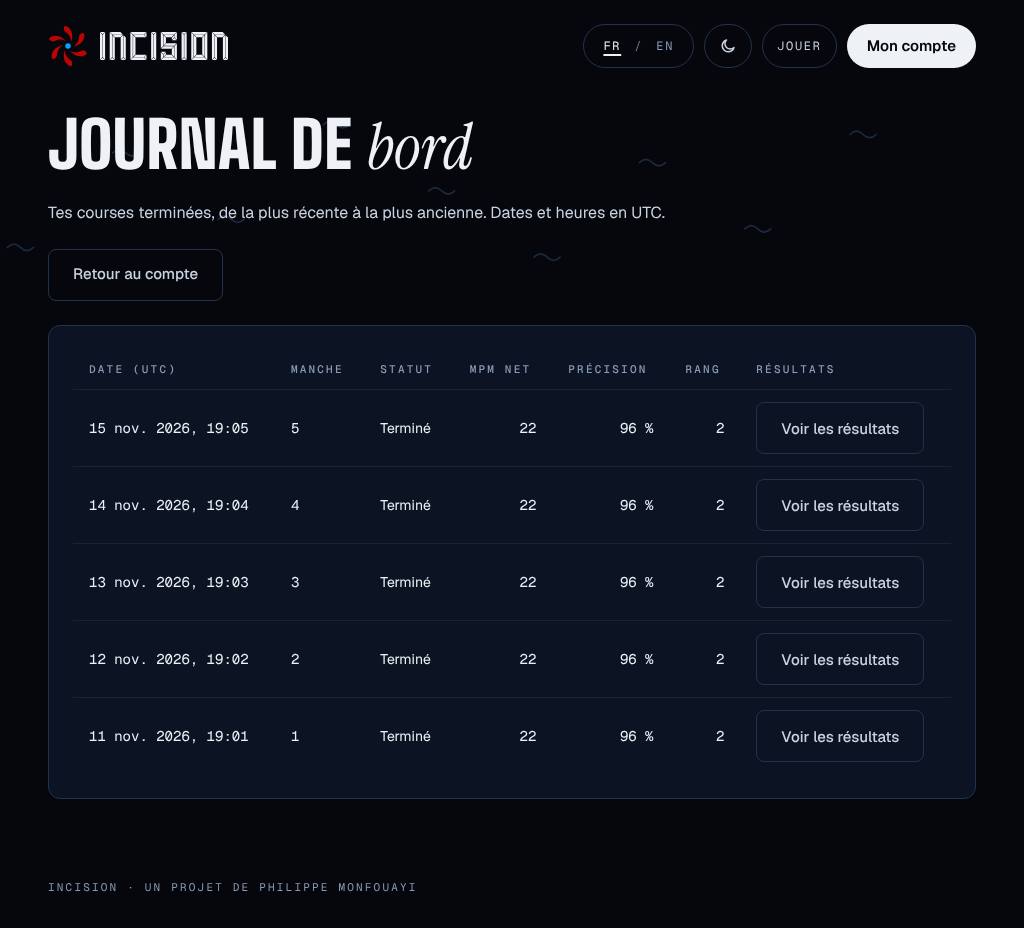 INCISION
FR / EN
JOUER
Mon compte
JOURNAL DE bord
Tes courses terminées, de la plus récente à la plus ancienne. Dates et heures en UTC.
Retour au compte
DATE (UTC) MANCHE STATUT MPM NET PRÉCISION RANG RÉSULTATS
15 nov. 2026, 19:05 5 Terminé 22 96 % 2 Voir les résultats
14 nov. 2026, 19:04 4 Terminé 22 96 % 2 Voir les résultats
13 nov. 2026, 19:03 3 Terminé 22 96 % 2 Voir les résultats
12 nov. 2026, 19:02 2 Terminé 22 96 % 2 Voir les résultats
11 nov. 2026, 19:01 1 Terminé 22 96 % 2 Voir les résultats
INCISION · UN PROJET DE PHILIPPE MONFOUAYI